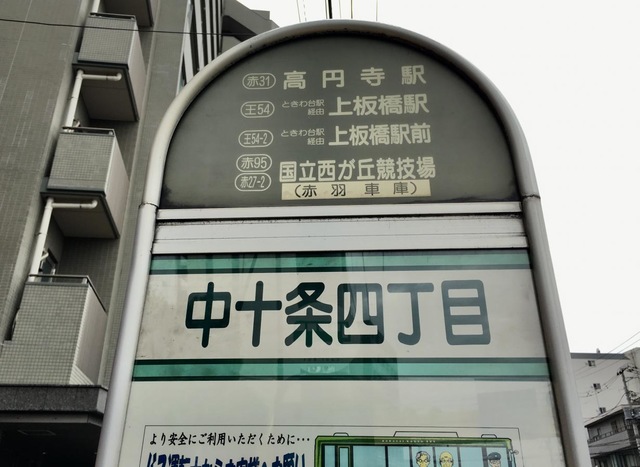 赤31 高円寺駅
王54 ときわ台駅経由 上板橋駅
王54-2 ときわ台駅経由 上板橋駅前
赤95
赤27-2 国立西が丘競技場
(赤羽車庫)
中十条四丁目
より安全にご利用いただくために…